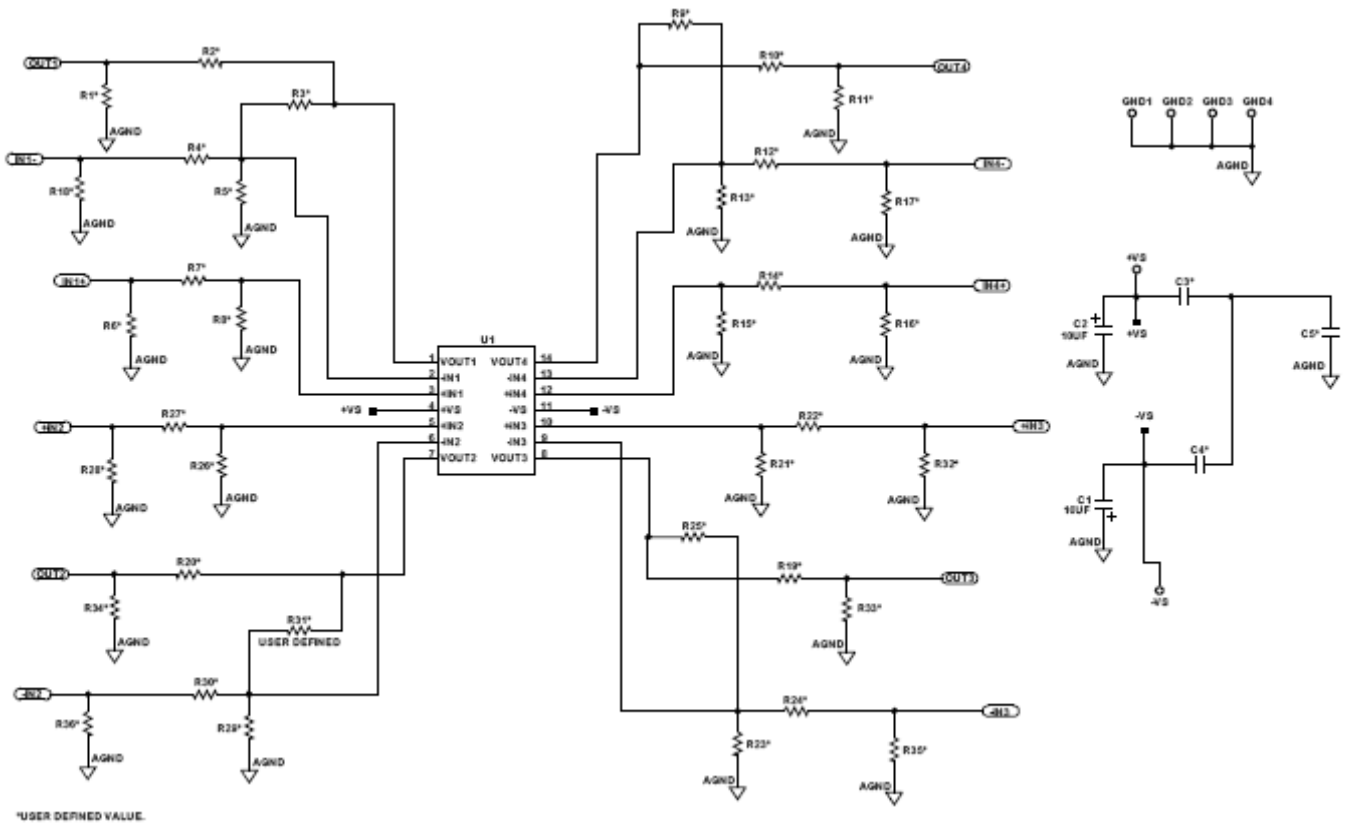 R9*
R2*
R10*
OUT1
OUT4
R1*
R3*
R11*
GND1 GND2 GND3 GND4
AGND
AGND
R4*
R12*
IN1-
IN4-
AGND
R18*
R5*
R13*
R17*
AGND
AGND
AGND
AGND
+VS
R7*
R14*
IN1+
IN4+
C3*
R6*
R8*
R15*
R16*
C2
10UF
+VS
C5*
U1
AGND
AGND
AGND
AGND
AGND
AGND
1 VOUT1 VOUT4 14
2 -IN1 -IN4 13
3 +IN1 +IN4 12
+VS 4 +VS -VS 11 -VS
5 +IN2 +IN3 10
6 -IN2 -IN3 9
7 VOUT2 VOUT3 8
R27*
R22*
-VS
+IN2
+IN3
R28*
R26*
R21*
R32*
C4*
AGND
AGND
AGND
AGND
C1
10UF
R25*
AGND
R20*
R19*
OUT2
OUT3
-VS
R34*
R33*
R31*
USER DEFINED
AGND
AGND
R30*
R24*
-IN2
-IN3
R36*
R29*
R23*
R35*
AGND
AGND
AGND
AGND
*USER DEFINED VALUE.